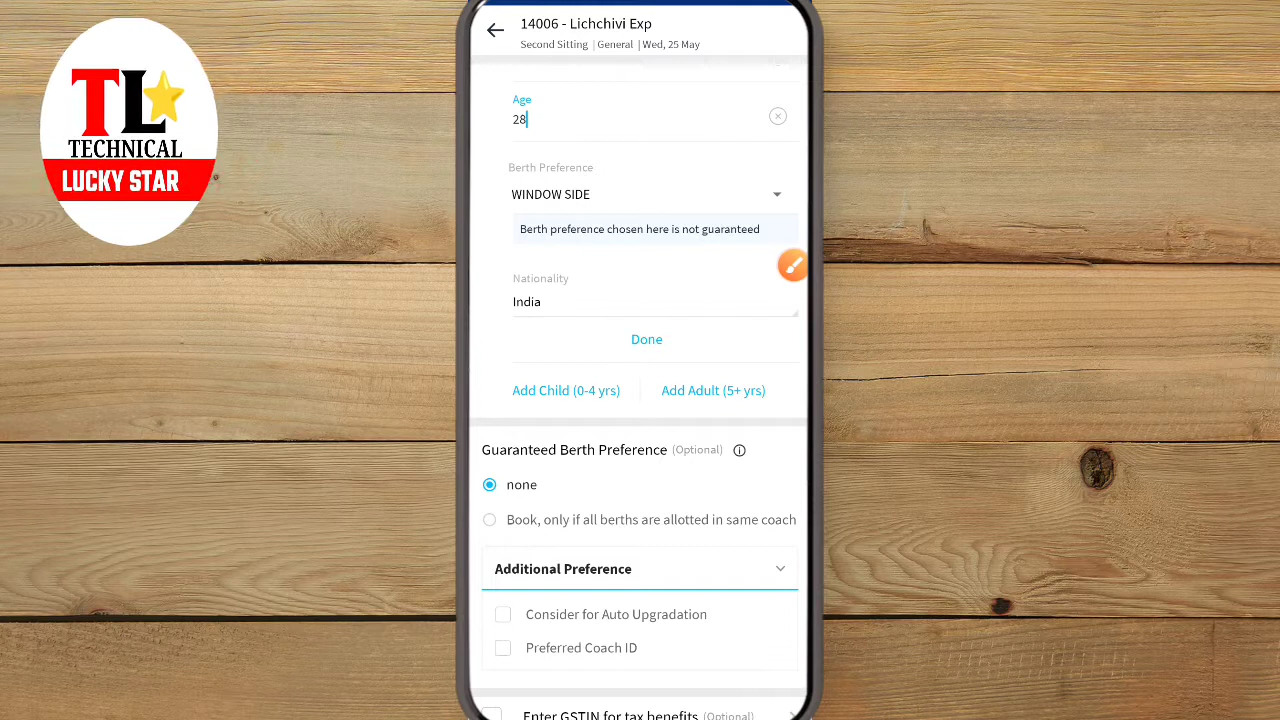 TL
TECHNICAL
LUCKY STAR
14006 - Lichchivi Exp
Second Sitting | General | Wed, 25 May
Age
28
Berth Preference
WINDOW SIDE
Berth preference chosen here is not guaranteed
Nationality
India
Done
Add Child (0-4 yrs) Add Adult (5+ yrs)
Guaranteed Berth Preference (Optional)
none
Book, only if all berths are allotted in same coach
Additional Preference
Consider for Auto Upgradation
Preferred Coach ID
Enter GSTIN for tax benefits (Optional)